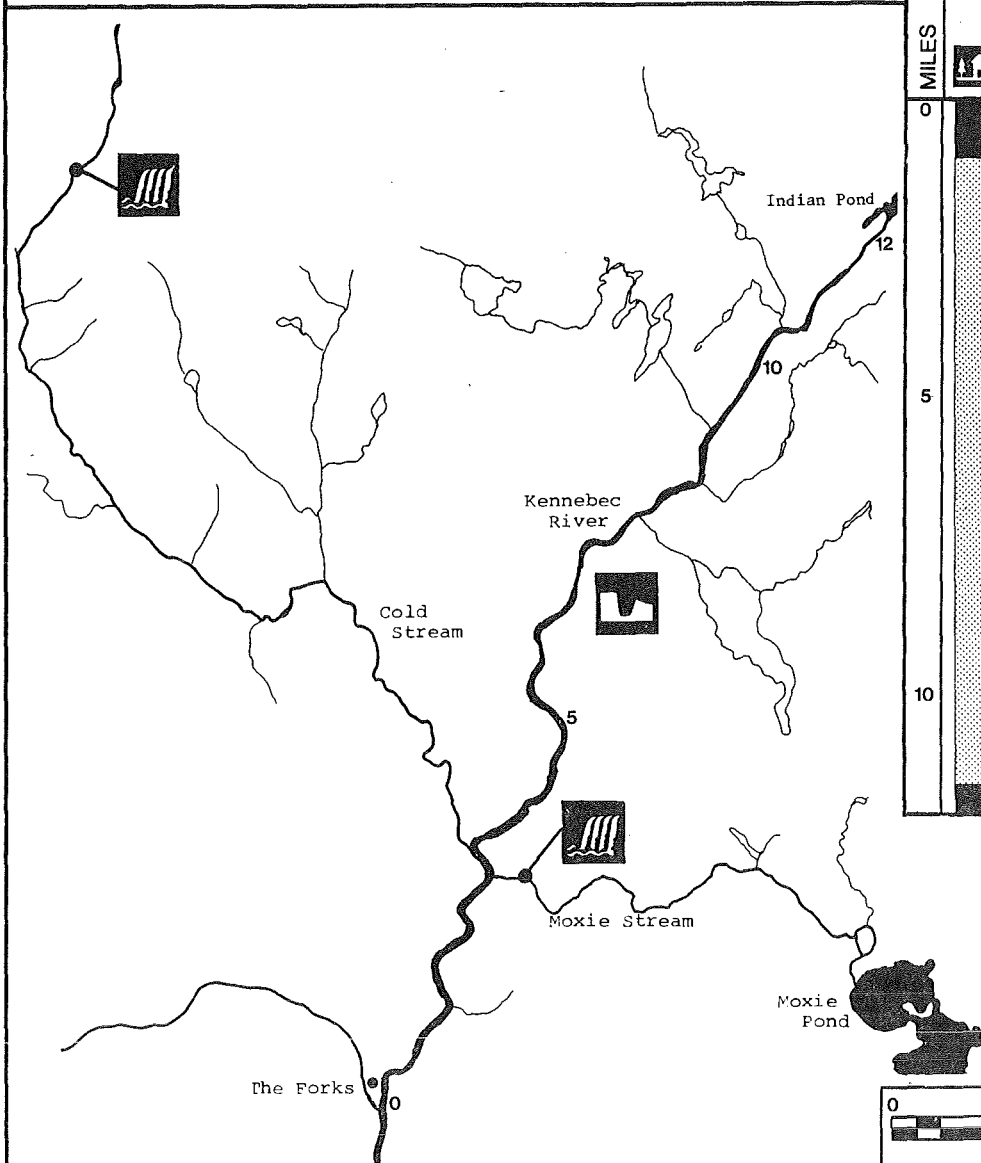 MILES
0
Indian Pond
12
10
5
Kennebec
River
Cold
Stream
10
5
Moxie Stream
Moxie
Pond
The Forks
0
0